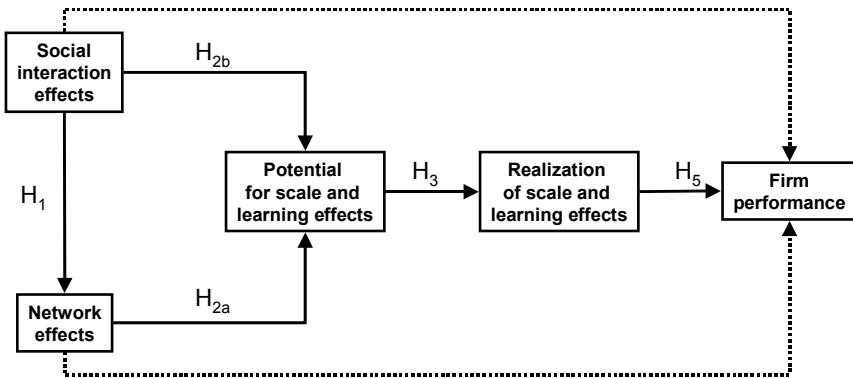 Social
interaction
effects
H2b
H1
Potential
for scale and
learning effects
H3
Realization
of scale and
learning effects
H5
Firm
performance
Network
effects
H2a